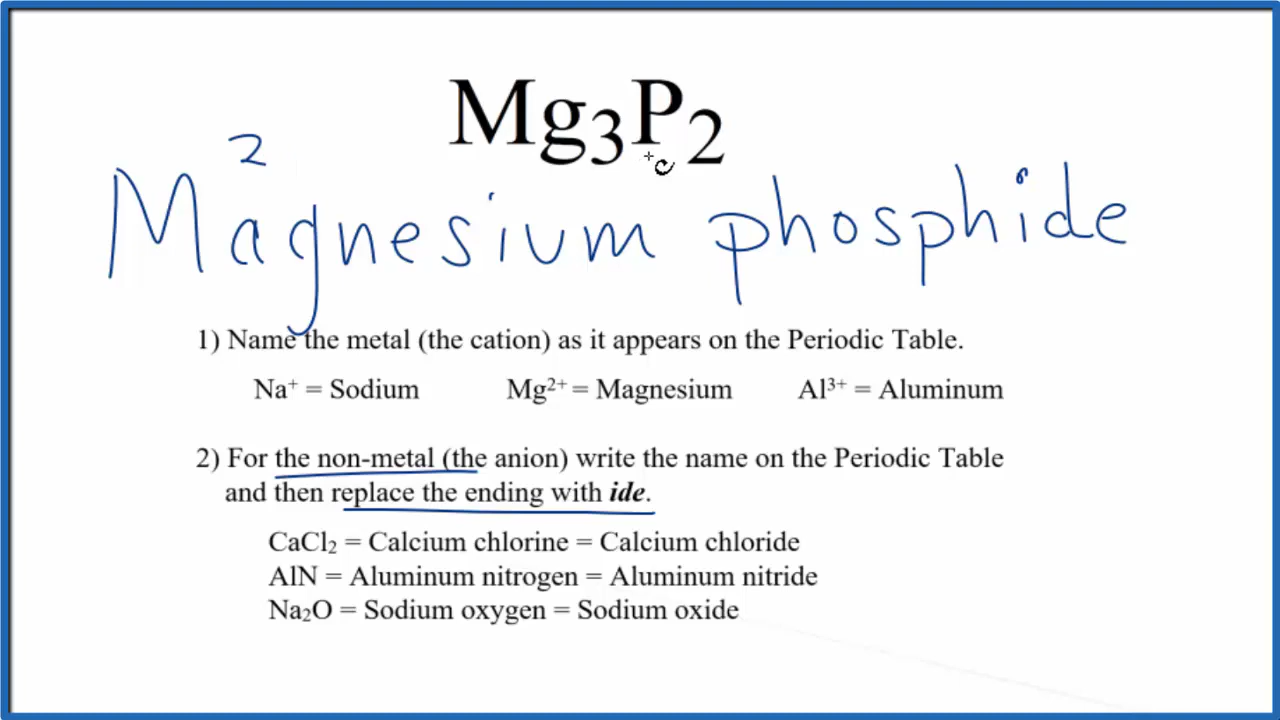 Mg3P2
2
Magnesium phosphide
1) Name the metal (the cation) as it appears on the Periodic Table.
Na⁺ = Sodium Mg²⁺ = Magnesium Al³⁺ = Aluminum
2) For the non-metal (the anion) write the name on the Periodic Table
and then replace the ending with ide.
CaCl₂ = Calcium chlorine = Calcium chloride
AlN = Aluminum nitrogen = Aluminum nitride
Na₂O = Sodium oxygen = Sodium oxide